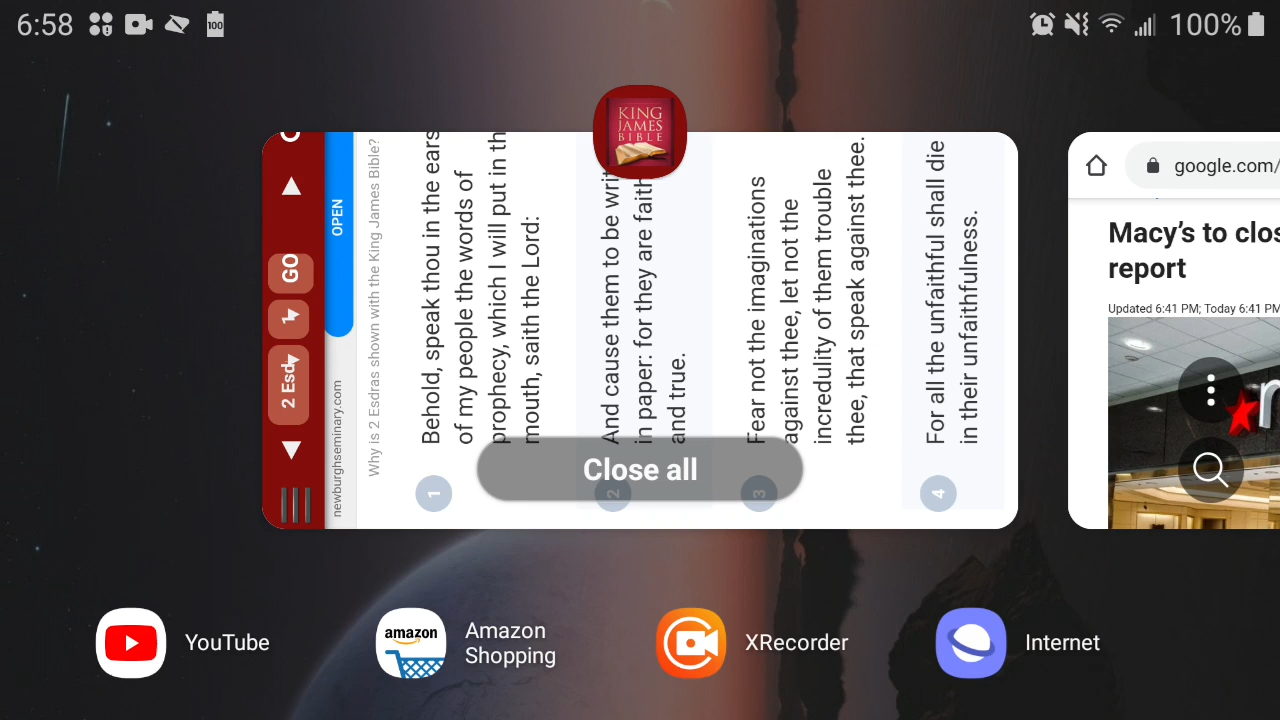 6:58
100
100%
KING
JAMES
BIBLE
GO
2 Esd
OPEN
newburghseminary.com
Why is 2 Esdras shown with the King James Bible?
1
Behold, speak thou in the ears
of my people the words of
prophecy, which I will put in th
mouth, saith the Lord:
2
And cause them to be writ
in paper: for they are faith
and true.
3
Fear not the imaginations
against thee, let not the
incredulity of them trouble
thee, that speak against thee.
4
For all the unfaithful shall die
in their unfaithfulness.
Close all
google.com/
Macy's to clos
report
Updated 6:41 PM; Today 6:41 PM
YouTube
amazon
Amazon
Shopping
XRecorder
Internet